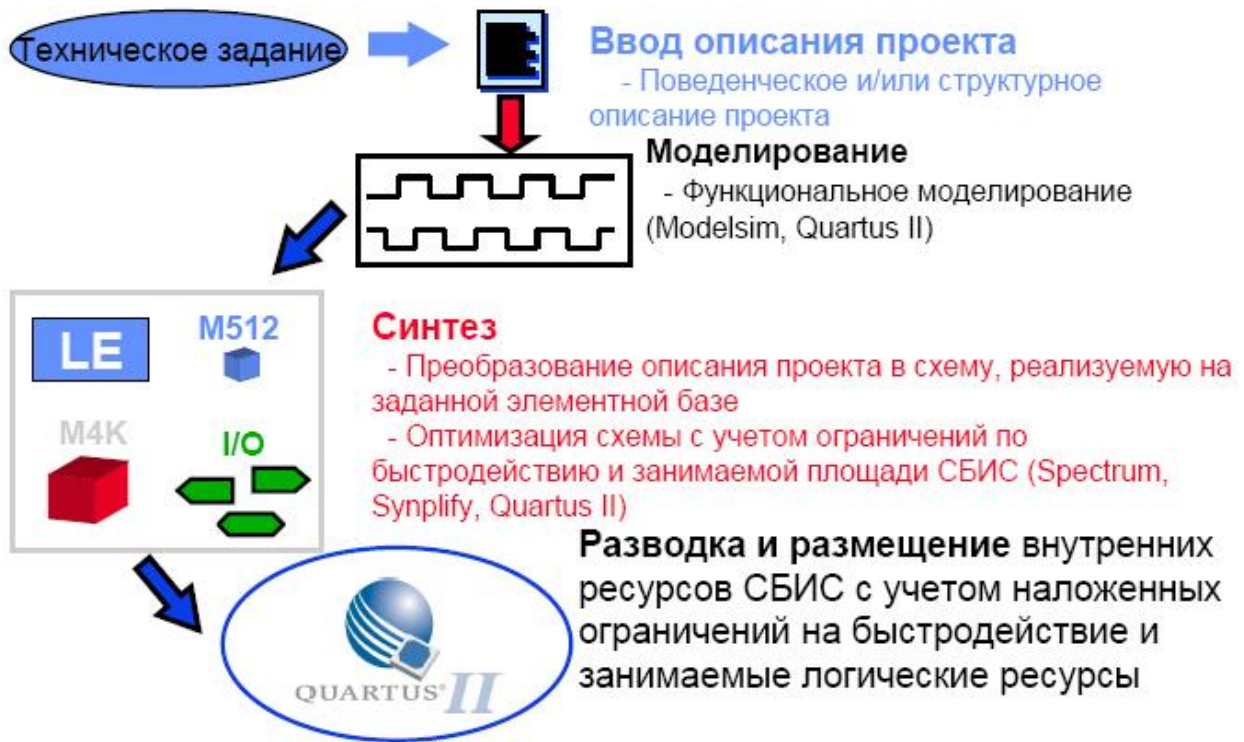 Техническое задание
Ввод описания проекта
- Поведенческое и/или структурное
описание проекта
Моделирование
- Функциональное моделирование
(Modelsim, Quartus II)
LE
M512
M4K
I/O
Синтез
- Преобразование описания проекта в схему, реализуемую на
заданной элементной базе
- Оптимизация схемы с учетом ограничений по
быстродействию и занимаемой площади СБИС (Spectrum,
Synplify, Quartus II)
Разводка и размещение внутренних
ресурсов СБИС с учетом наложенных
ограничений на быстродействие и
занимаемые логические ресурсы
QUARTUS® II